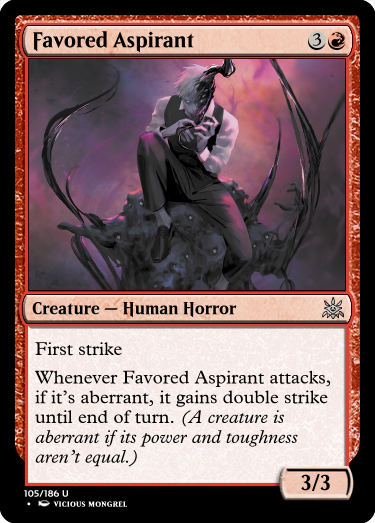 Favored Aspirant 3
Creature — Human Horror
First strike
Whenever Favored Aspirant attacks,
if it's aberrant, it gains double strike
until end of turn. (A creature is
aberrant if its power and toughness
aren't equal.)
3/3
105/186 U
• VICIOUS MONGREL